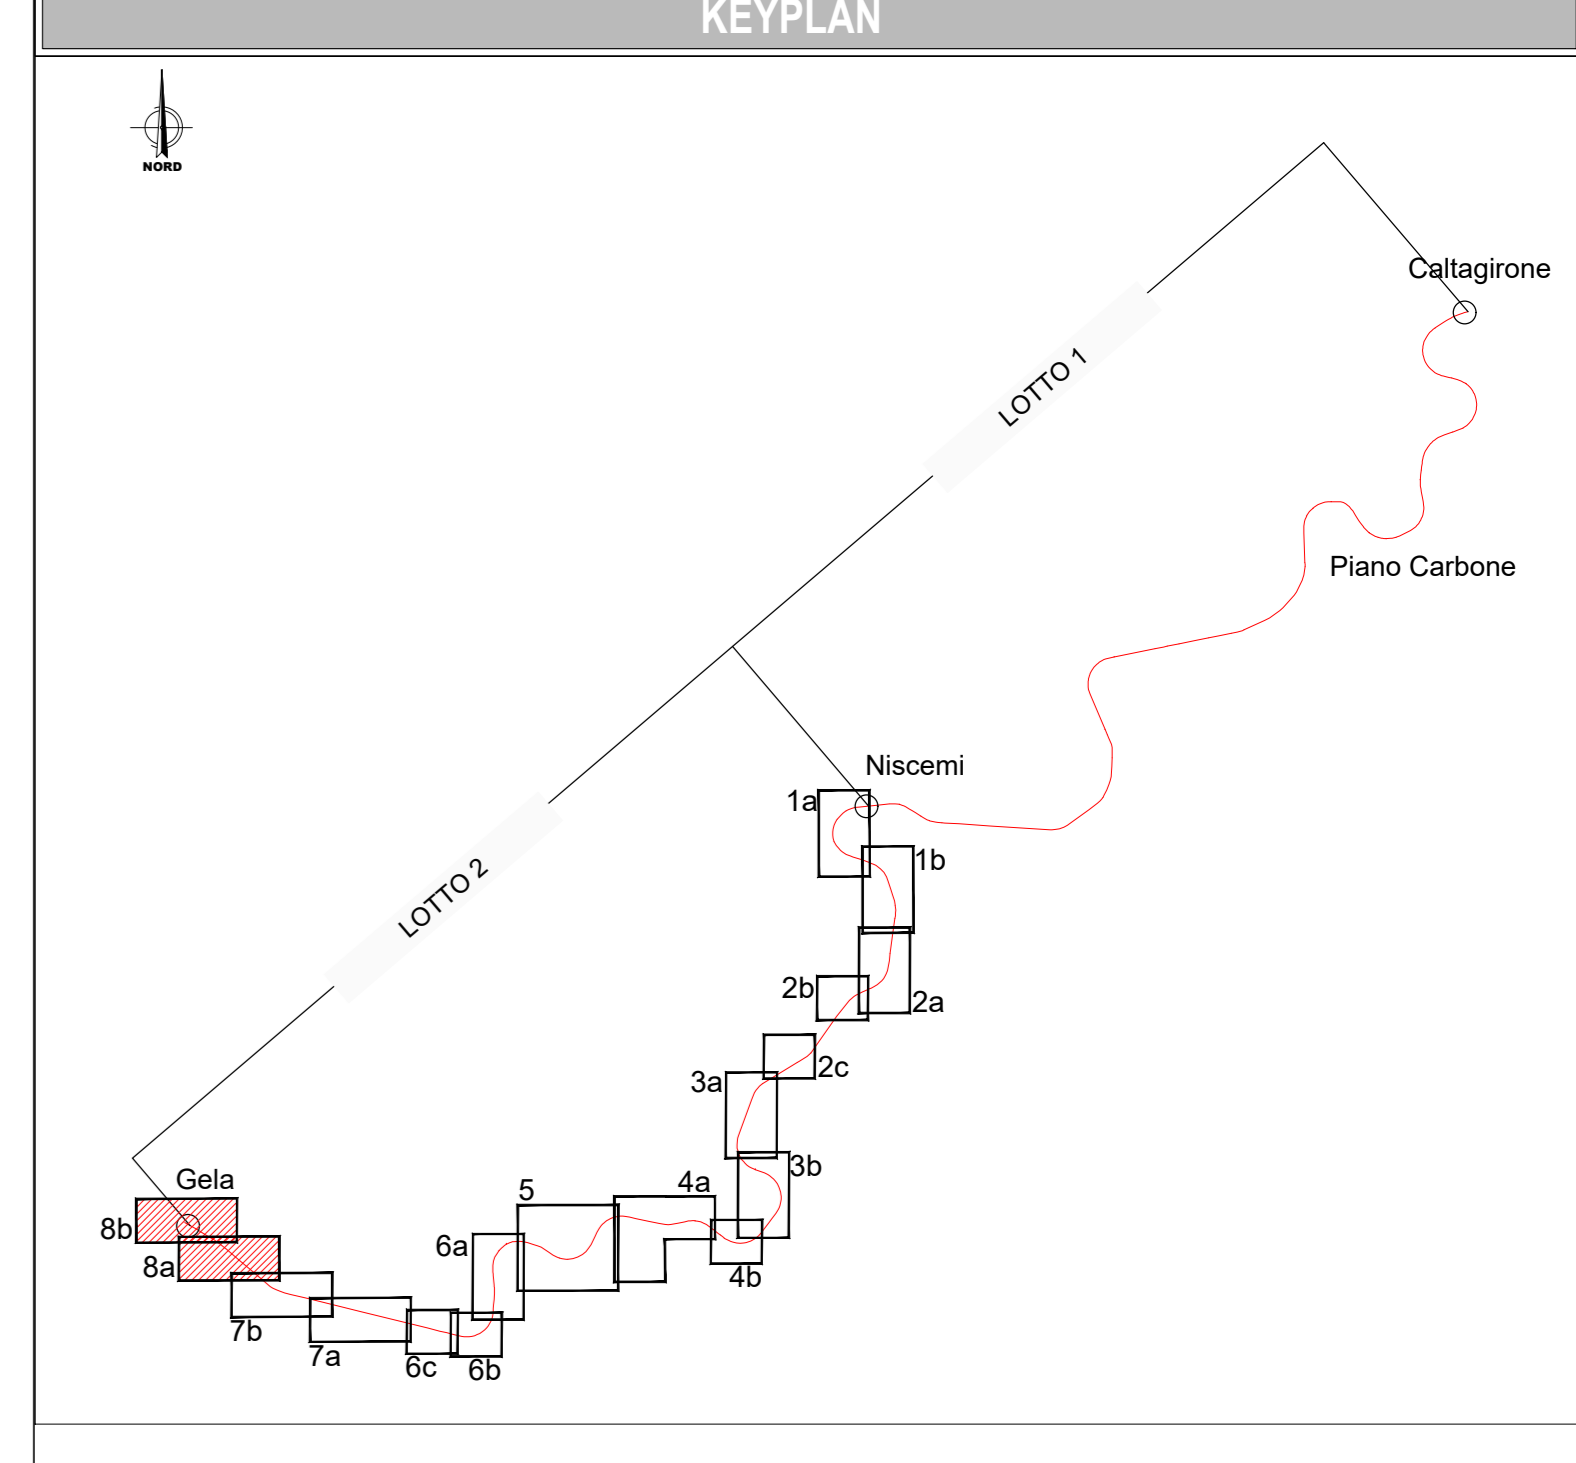 KEYPLAN
NORD
Caltagirone
LOTTO 1
Piano Carbone
Niscemi
1a
1b
LOTTO 2
2b
2a
2c
3a
3b
Gela
4a
5
8b
6a
8a
4b
7b
7a
6c
6b